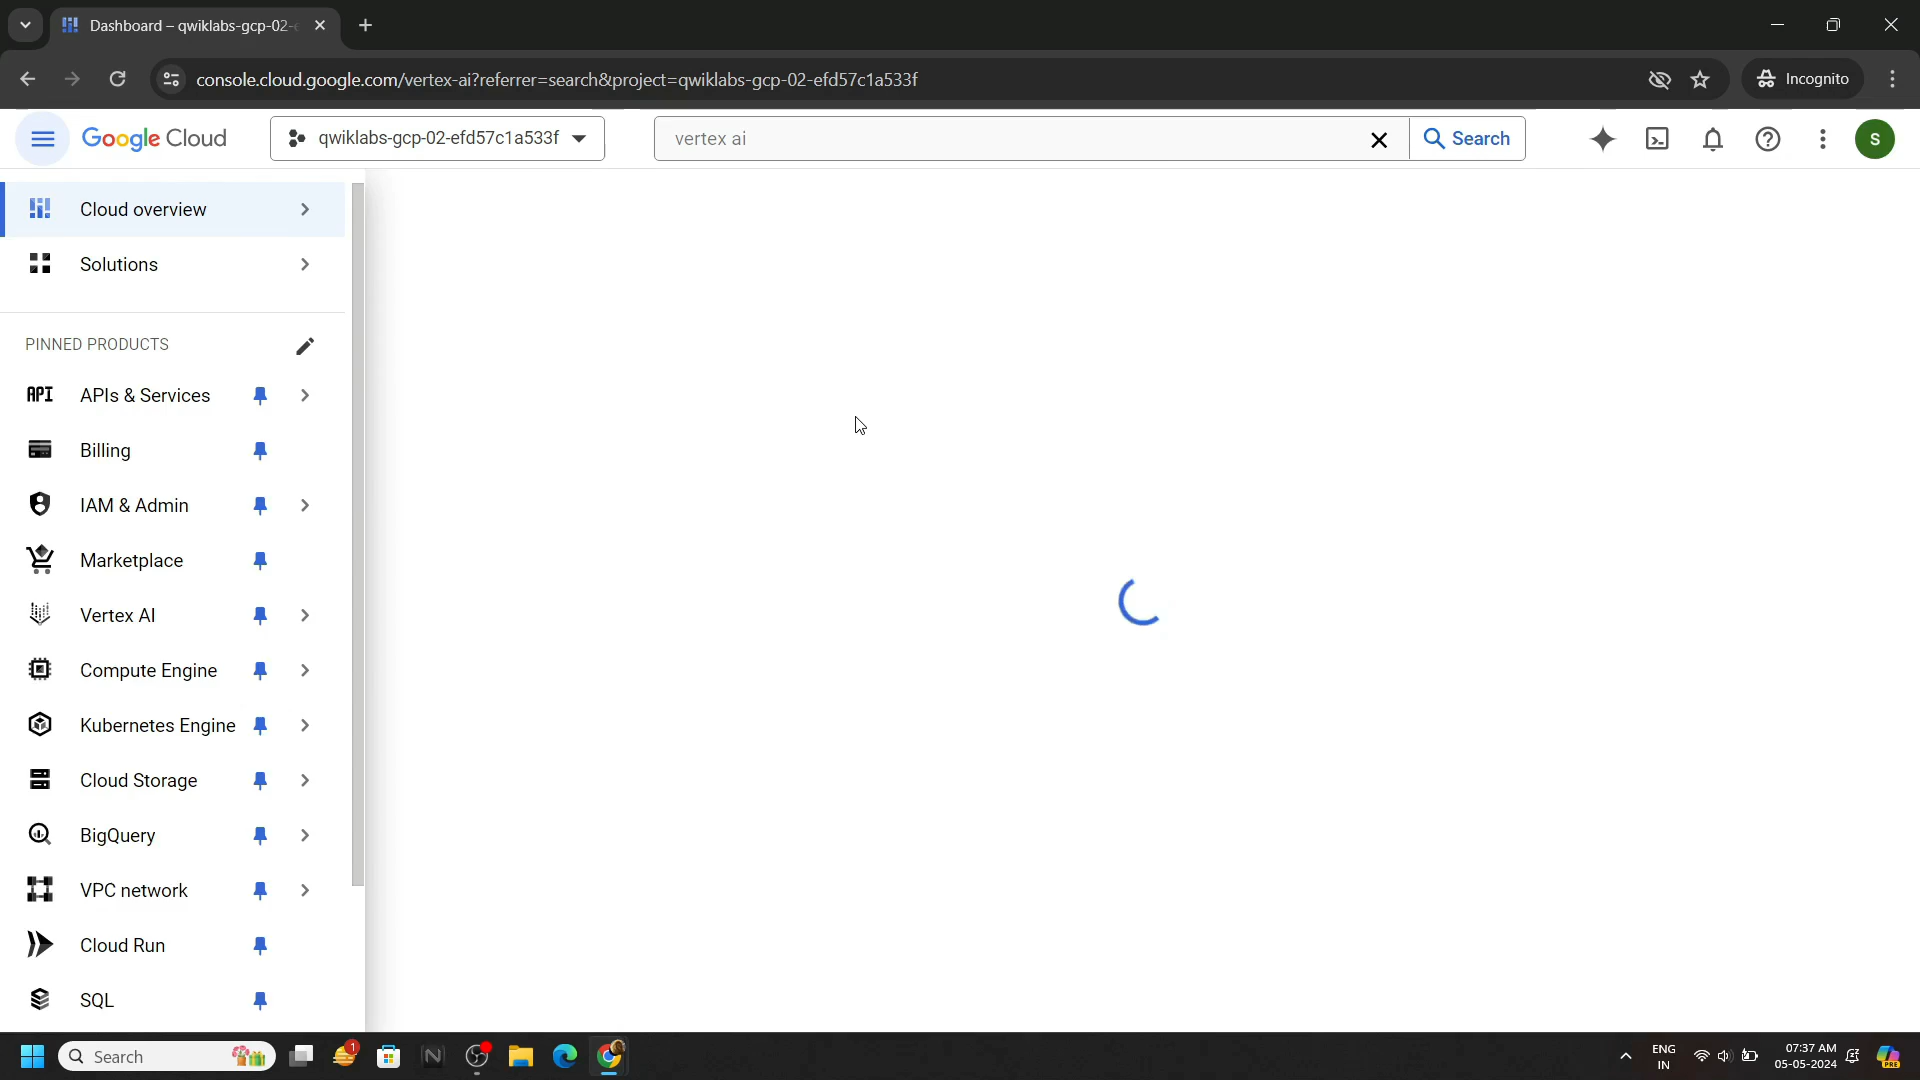 Dashboard – qwiklabs-gcp-02-e
console.cloud.google.com/vertex-ai?referrer=search&project=qwiklabs-gcp-02-efd57c1a533f
Incognito
Google Cloud
qwiklabs-gcp-02-efd57c1a533f
vertex ai
Search
S
Cloud overview
Solutions
PINNED PRODUCTS
API
APIs & Services
Billing
IAM & Admin
Marketplace
Vertex AI
Compute Engine
Kubernetes Engine
Cloud Storage
BigQuery
VPC network
Cloud Run
SQL
Search
1
ENG
IN
07:37 AM
05-05-2024
PRE